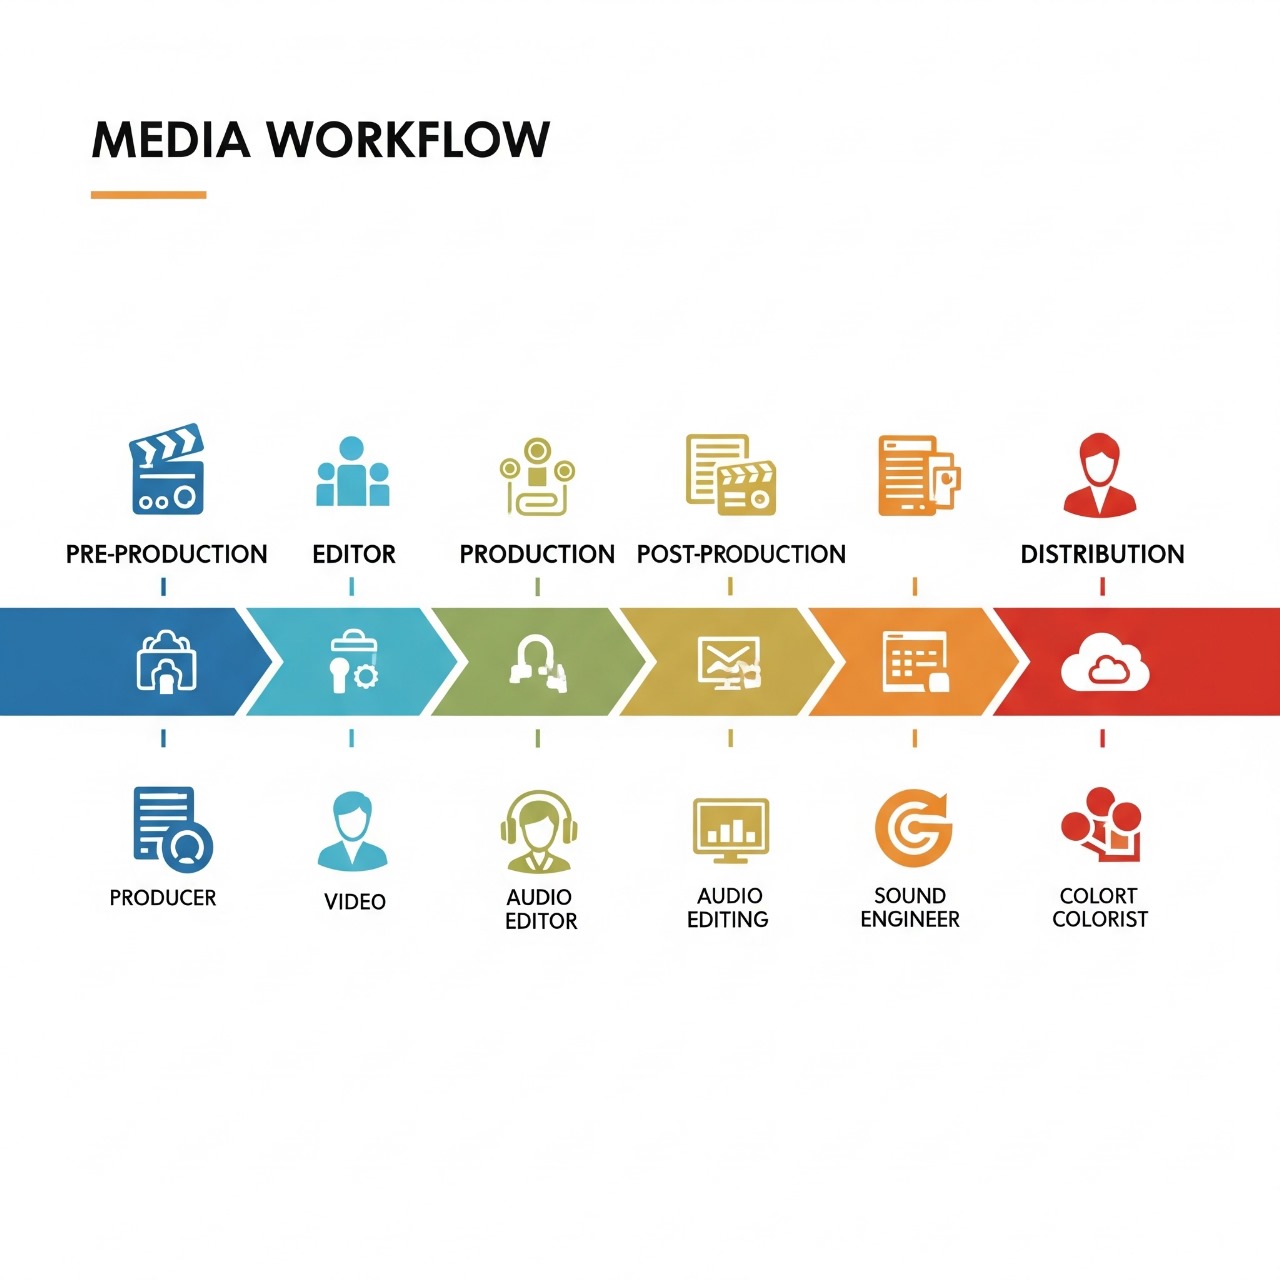 MEDIA WORKFLOW
PRE-PRODUCTION
EDITOR
PRODUCTION
POST-PRODUCTION
DISTRIBUTION
PRODUCER
VIDEO
AUDIO
EDITOR
AUDIO
EDITING
SOUND
ENGINEER
COLORT
COLORIST